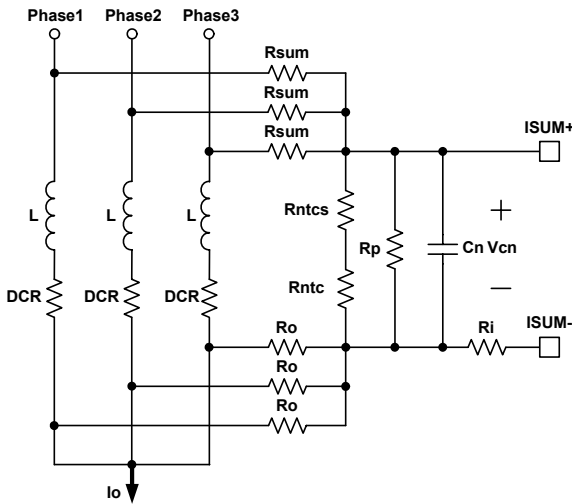 Phase1 Phase2 Phase3
Rsum
Rsum
Rsum
ISUM+
L L L
Rntcs
+
Rp
Cn Vcn
Rntc
DCR DCR DCR
−
ISUM-
Ro
Ri
Ro
Ro
Io